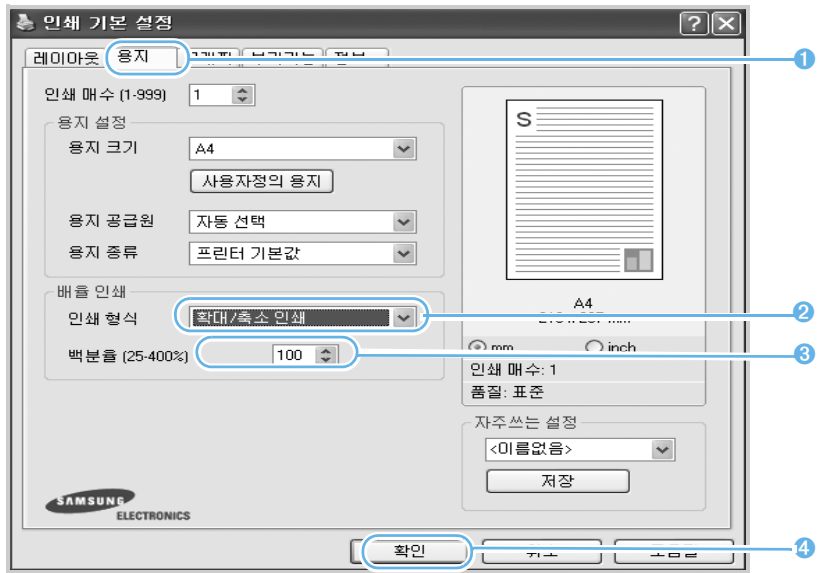 인쇄 기본 설정
레이아웃 용지
1
인쇄 매수 (1-999) 1
용지 설정
용지 크기 A4
사용자정의 용지
용지 공급원 자동 선택
용지 종류 프린터 기본값
배율 인쇄
인쇄 형식 확대/축소 인쇄
2
백분율 (25-400%) 100
3
S
A4
mm inch
인쇄 매수: 1
품질: 표준
자주쓰는 설정
<이름없음>
저장
SAMSUNG
ELECTRONICS
확인
4